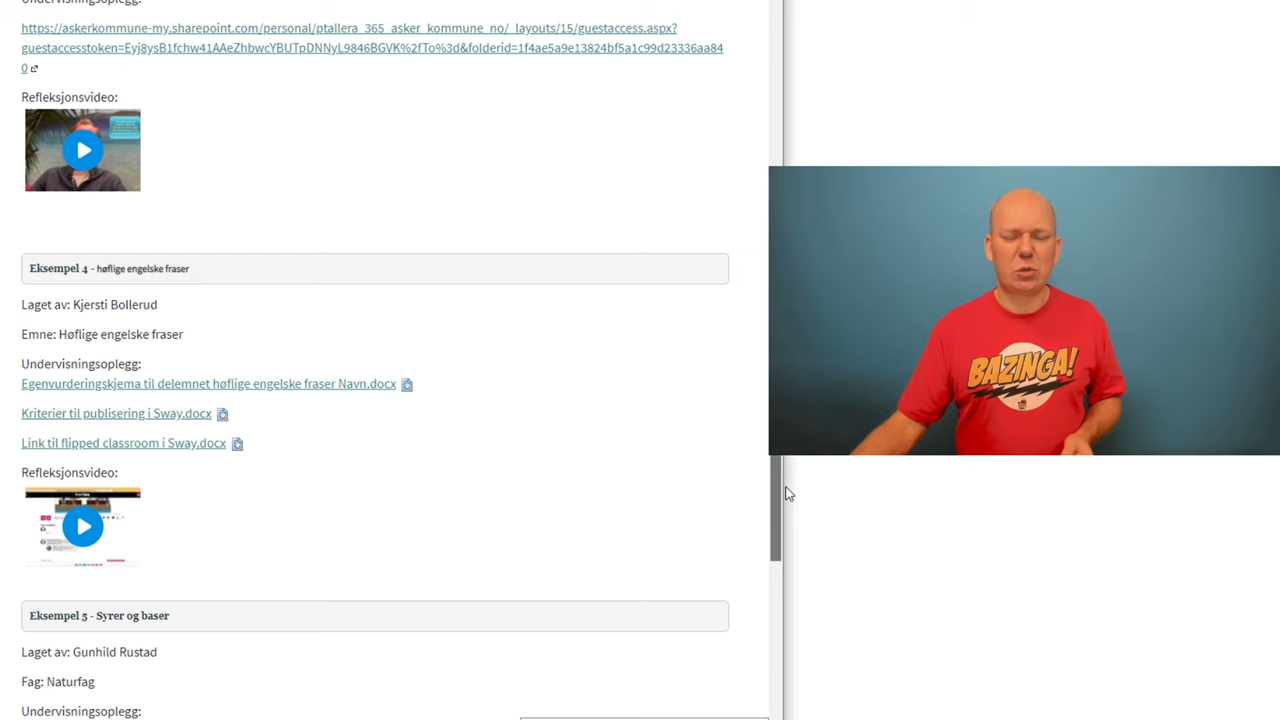 Undervisningsopplegg:
https://askerkommune-my.sharepoint.com/personal/ptallera_365_asker_kommune_no/_layouts/15/guestaccess.aspx?
guestaccesstoken=Eyj8ysB1fchw41AAeZhbwcYBUTpDNNyL9846BGVK%2fTo%3d&folderid=1f4ae5a9e13824bf5a1c99d23336aa84
0
Refleksjonsvideo:
Eksempel 4 - høflige engelske fraser
Laget av: Kjersti Bollerud
Emne: Høflige engelske fraser
Undervisningsoplegg:
Egenvurderingskjema til delemnet høflige engelske fraser Navn.docx
Kriterier til publisering i Sway.docx
Link til flipped classroom i Sway.docx
Refleksjonsvideo:
Eksempel 5 - Syrer og baser
Laget av: Gunhild Rustad
Fag: Naturfag
Undervisningsoplegg:
BAZINGA!